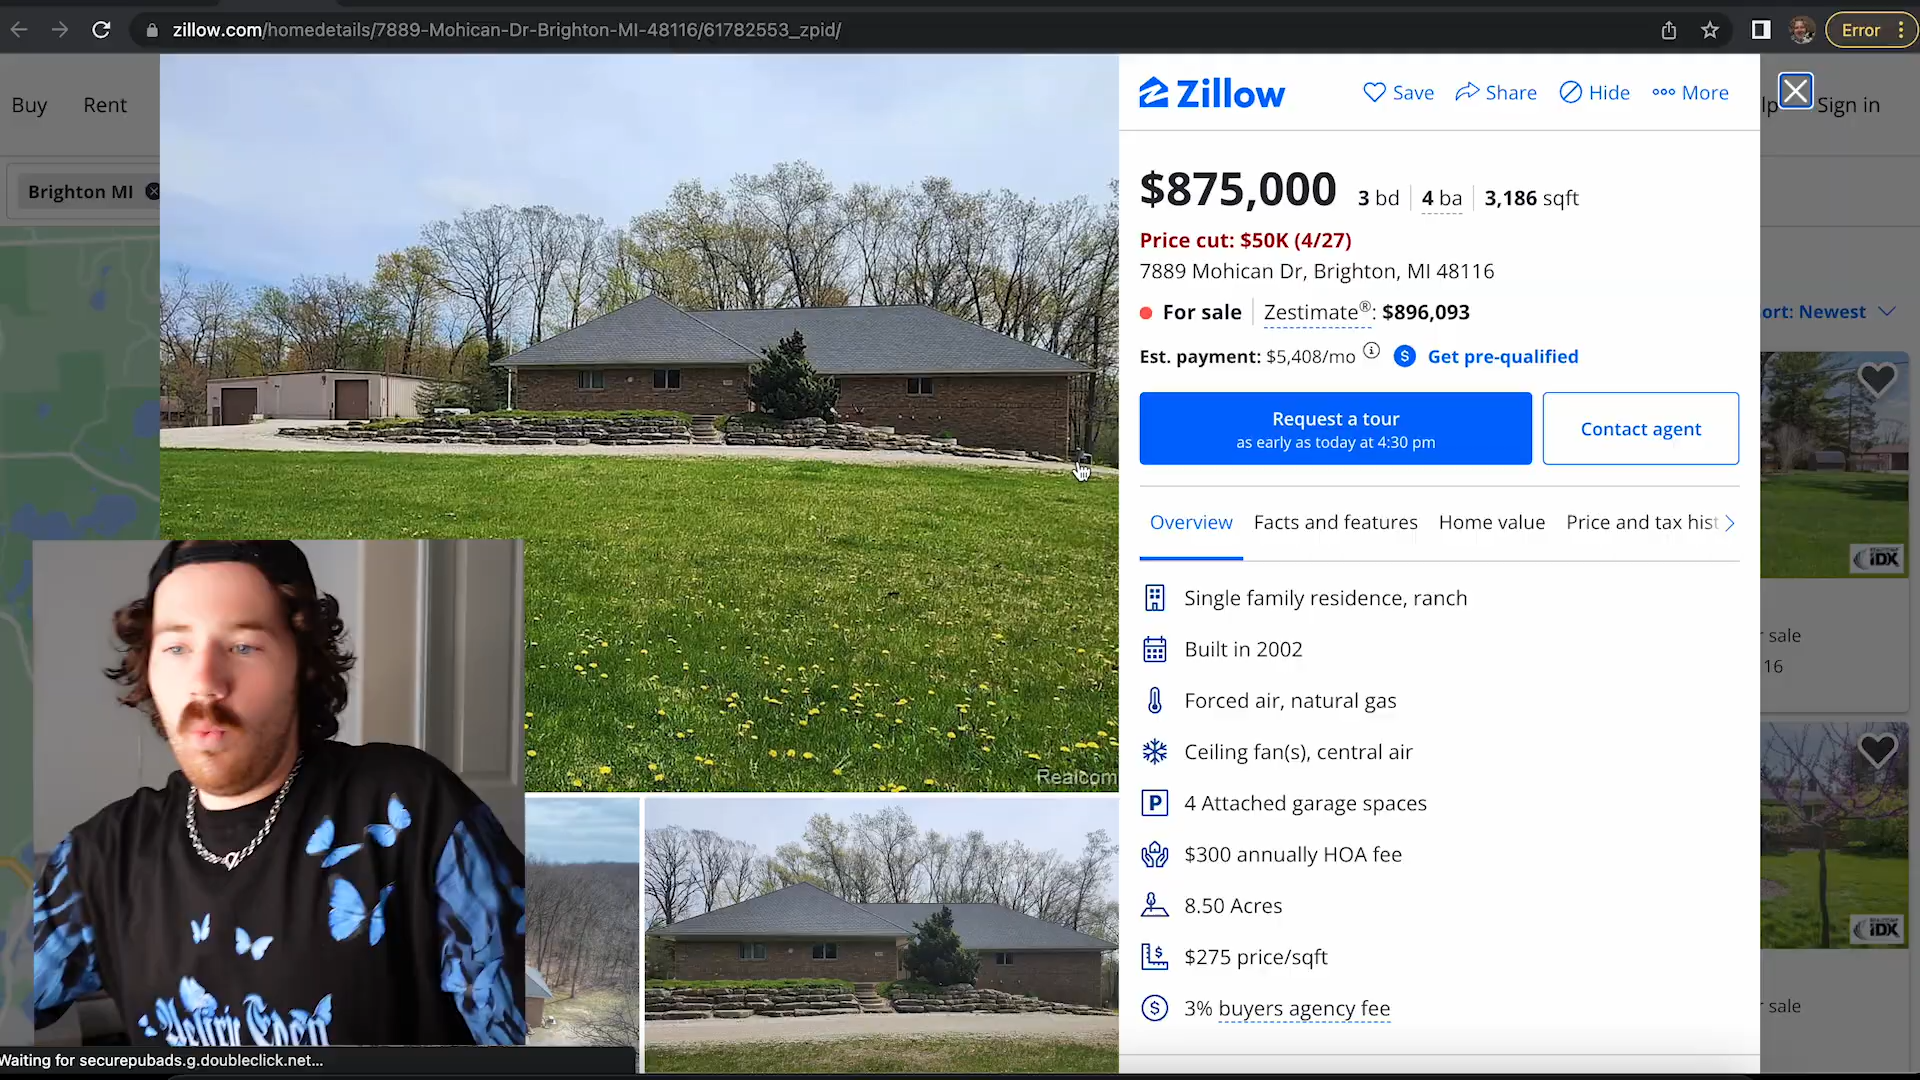 zillow.com/homedetails/7889-Mohican-Dr-Brighton-MI-48116/61782553_zpid/
Error
Buy
Rent
Sign in
Zillow
Save
Share
Hide
More
Brighton MI
$875,000
3 bd
4 ba
3,186 sqft
Price cut: $50K (4/27)
7889 Mohican Dr, Brighton, MI 48116
For sale
Zestimate®: $896,093
ort: Newest
Est. payment: $5,408/mo
Get pre-qualified
Request a tour
as early as today at 4:30 pm
Contact agent
Overview
Facts and features
Home value
Price and tax hist
IDX
Single family residence, ranch
Built in 2002
sale
16
Forced air, natural gas
Ceiling fan(s), central air
Realcom
4 Attached garage spaces
$300 annually HOA fee
8.50 Acres
IDX
$275 price/sqft
3% buyers agency fee
sale
Waiting for securepubads.g.doubleclick.net...